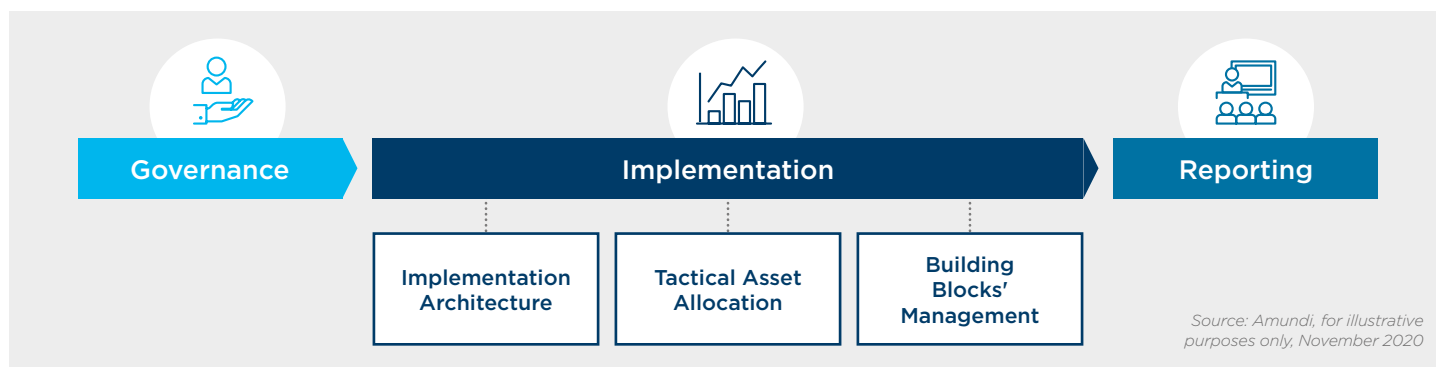 Governance
Implementation
Reporting
Implementation
Architecture
Tactical Asset
Allocation
Building
Blocks'
Management
Source: Amundi, for illustrative
purposes only, November 2020